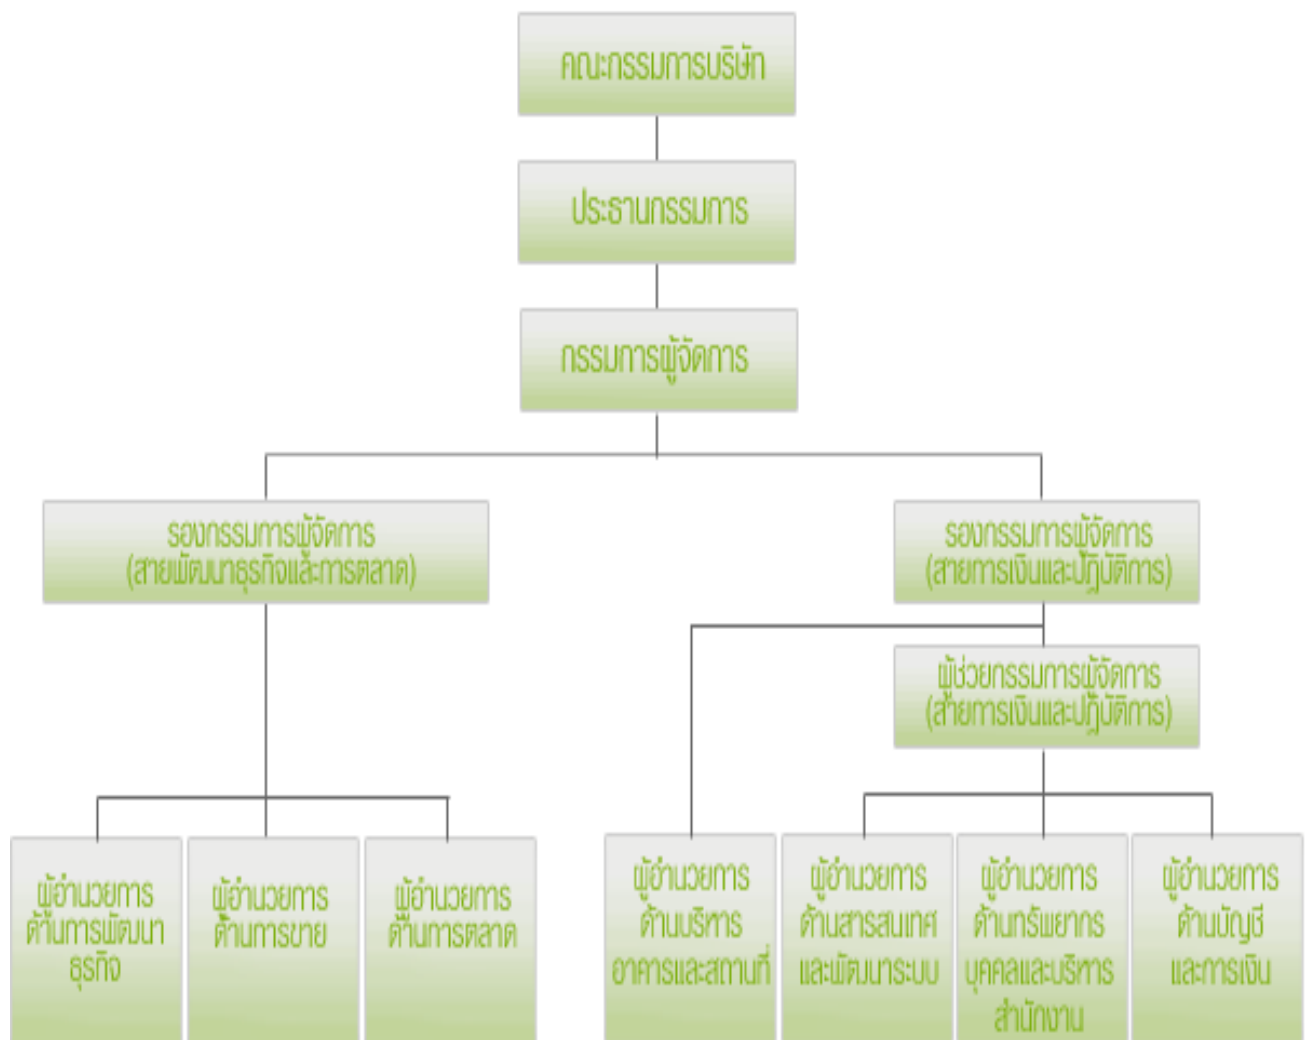 คณะกรรมการบริษัท
ประธานกรรมการ
กรรมการผู้จัดการ
รองกรรมการผู้จัดการ
(สายพัฒนาธุรกิจและการตลาด)
รองกรรมการผู้จัดการ
(สายการเงินและปฏิบัติการ)
ผู้ช่วยกรรมการผู้จัดการ
(สายการเงินและปฏิบัติการ)
ผู้อำนวยการ
ด้านการพัฒนา
ธุรกิจ
ผู้อำนวยการ
ด้านการขาย
ผู้อำนวยการ
ด้านการตลาด
ผู้อำนวยการ
ด้านบริหาร
อาคารและสถานที่
ผู้อำนวยการ
ด้านสารสนเทศ
และพัฒนาระบบ
ผู้อำนวยการ
ด้านทรัพยากร
บุคคลและบริหาร
สำนักงาน
ผู้อำนวยการ
ด้านบัญชี
และการเงิน